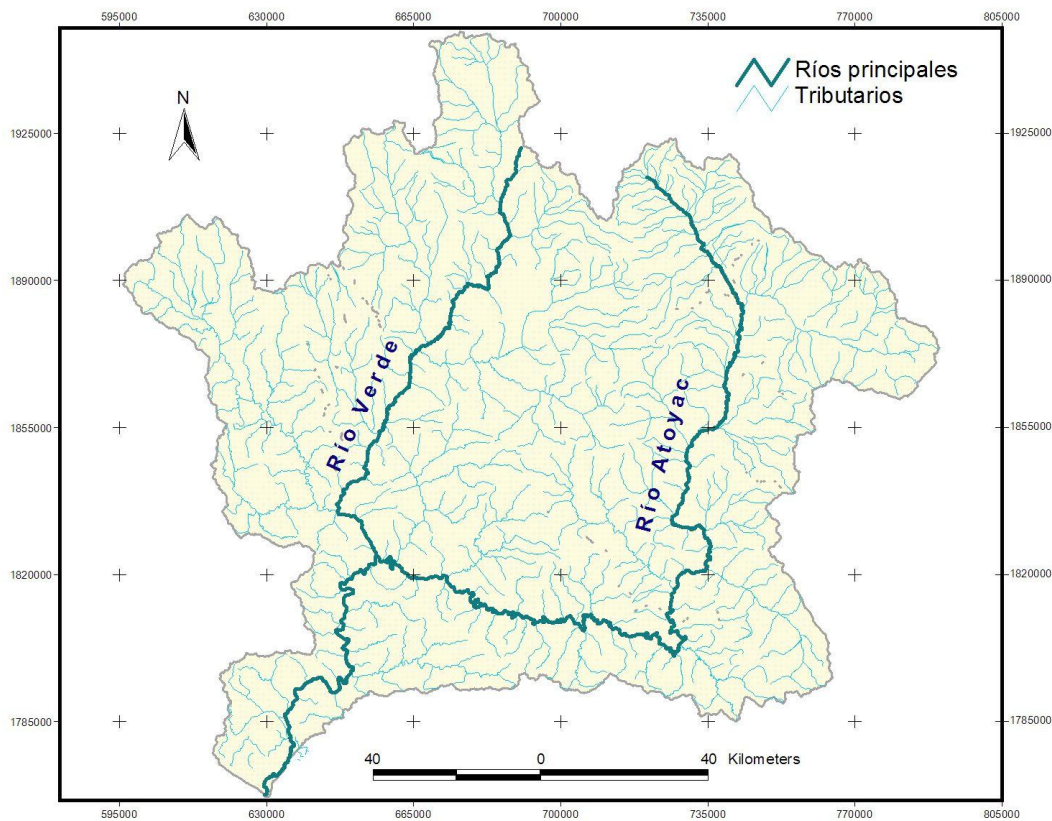 595000 630000 665000 700000 735000 770000 805000
Ríos principales
Tributarios
N
1925000 1925000
1890000 1890000
Río Verde
Río Atoyac
1855000 1855000
1820000 1820000
1785000 1785000
40 0 40 Kilometers
595000 630000 665000 700000 735000 770000 805000